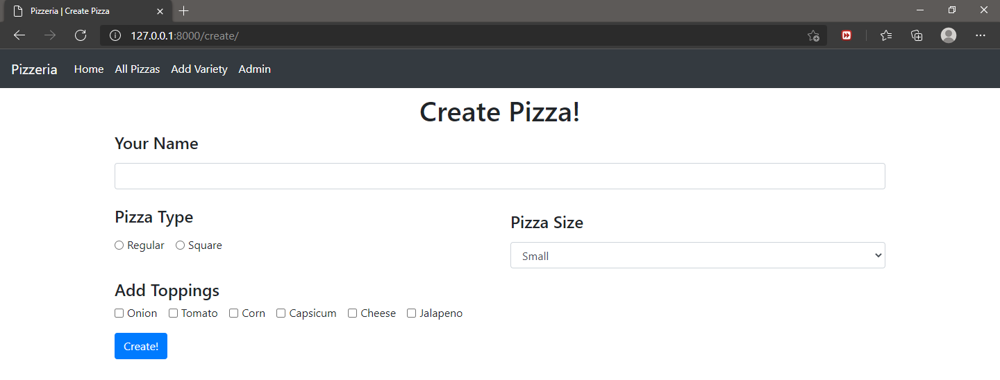 Pizzeria | Create Pizza
127.0.0.1:8000/create/
Pizzeria Home All Pizzas Add Variety Admin
Create Pizza!
Your Name
Pizza Type
Pizza Size
Regular Square
Small
Add Toppings
Onion Tomato Corn Capsicum Cheese Jalapeno
Create!